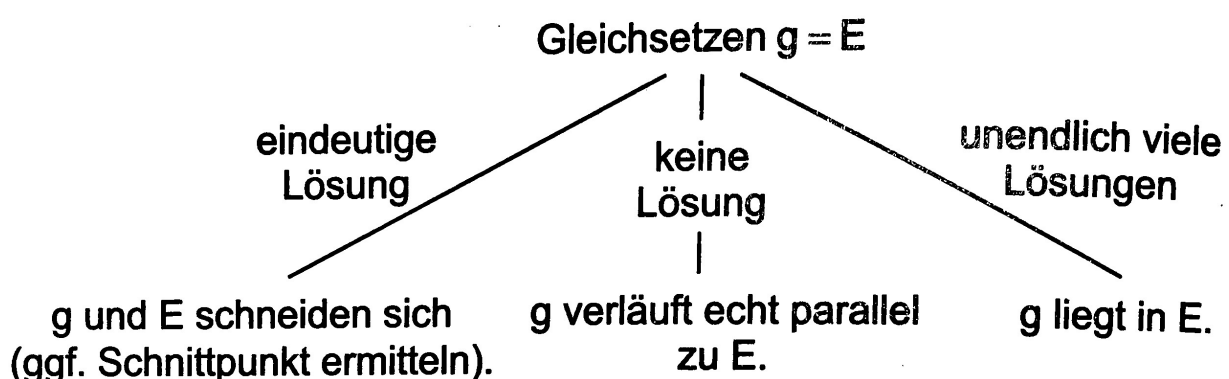 Gleichsetzen g = E
eindeutige
Lösung
keine
Lösung
unendlich viele
Lösungen
g und E schneiden sich
(ggf. Schnittpunkt ermitteln).
g verläuft echt parallel
zu E.
g liegt in E.